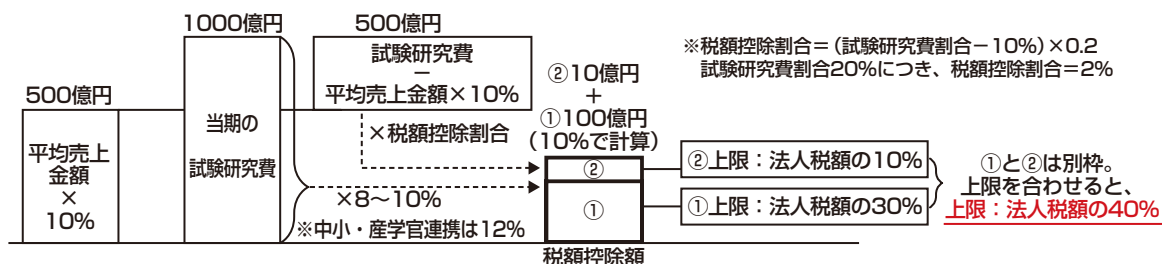 1000億円
500億円
500億円
試験研究費
−
平均売上金額×10%
当期の
試験研究費
平均売上
金額
×
10%
×税額控除割合
×8〜10%
※中小・産学官連携は12%
②10億円
+
①100億円
(10%で計算)
②
①
税額控除額
※税額控除割合=(試験研究費割合−10%)×0.2
試験研究費割合20%につき、税額控除割合=2%
②上限:法人税額の10%
①上限:法人税額の30%
①と②は別枠。
上限を合わせると、
上限:法人税額の40%